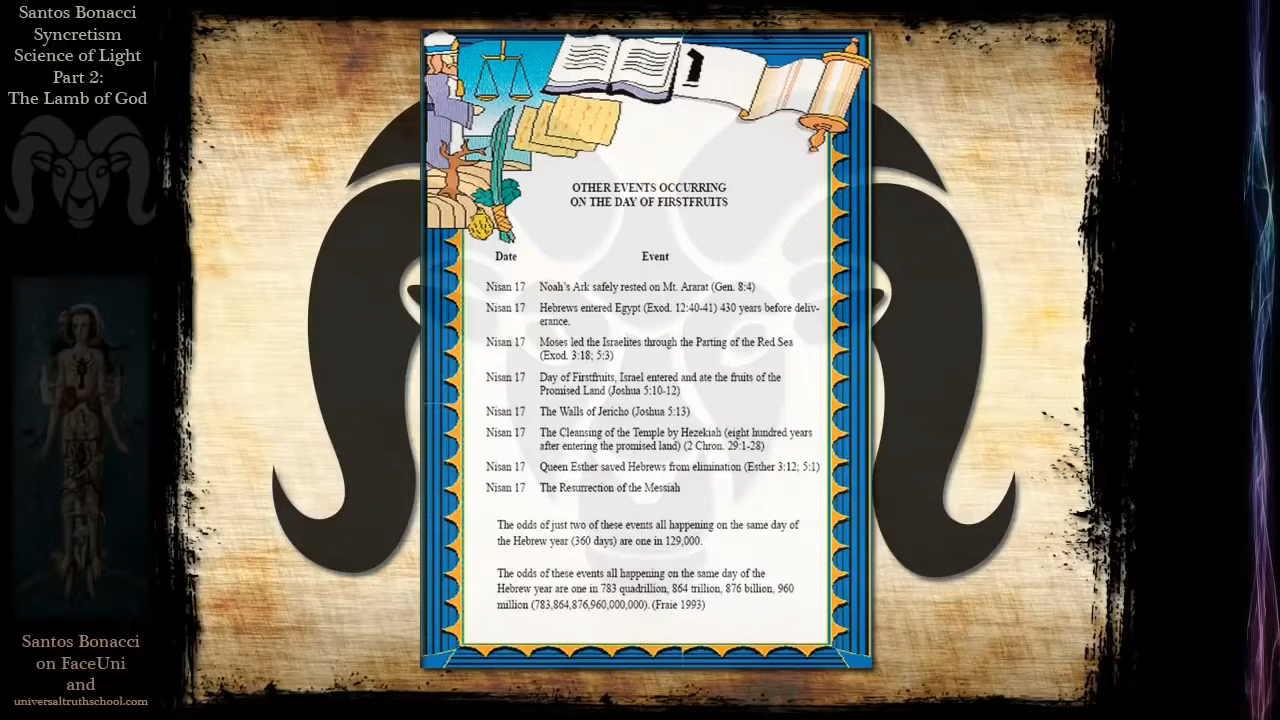 Santos Bonacci
Syncretism
Science of Light
Part 2:
The Lamb of God
OTHER EVENTS OCCURRING
ON THE DAY OF FIRSTFRUITS
Date Event
Nisan 17 Noah's Ark safely rested on Mt. Ararat (Gen. 8:4)
Nisan 17 Hebrews entered Egypt (Exod. 12:40-41) 430 years before deliv-
erance.
Nisan 17 Moses led the Israelites through the Parting of the Red Sea
(Exod. 3:18; 5:3)
Nisan 17 Day of Firstfruits, Israel entered and ate the fruits of the
Promised Land (Joshua 5:10-12)
Nisan 17 The Walls of Jericho (Joshua 5:13)
Nisan 17 The Cleansing of the Temple by Hezekiah (eight hundred years
after entering the promised land) (2 Chron. 29:1-28)
Nisan 17 Queen Esther saved Hebrews from elimination (Esther 3:12; 5:1)
Nisan 17 The Resurrection of the Messiah
The odds of just two of these events all happening on the same day of
the Hebrew year (360 days) are one in 129,000.
The odds of these events all happening on the same day of the
Hebrew year are one in 783 quadrillion, 864 trillion, 876 billion, 960
million (783,864,876,960,000,000). (Fraie 1993)
Santos Bonacci
on FaceUni
and
universaltruthschool.com